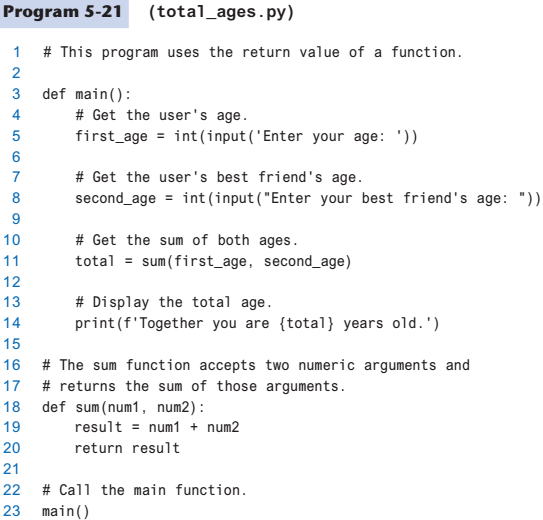 Program 5-21 (total_ages.py)
1 # This program uses the return value of a function.
2
3 def main():
4     # Get the user's age.
5     first_age = int(input('Enter your age: '))
6
7     # Get the user's best friend's age.
8     second_age = int(input("Enter your best friend's age: "))
9
10     # Get the sum of both ages.
11     total = sum(first_age, second_age)
12
13     # Display the total age.
14     print(f'Together you are {total} years old.')
15
16 # The sum function accepts two numeric arguments and
17 # returns the sum of those arguments.
18 def sum(num1, num2):
19     result = num1 + num2
20     return result
21
22 # Call the main function.
23 main()